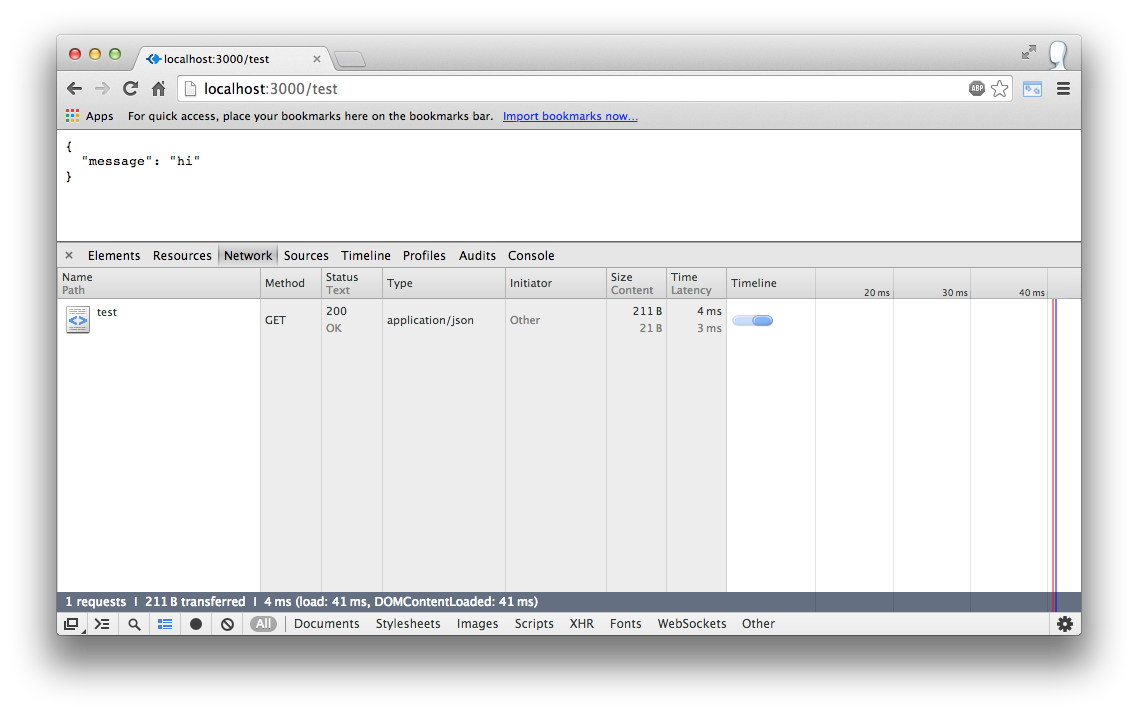 localhost:3000/test
localhost:3000/test
ABP
Apps For quick access, place your bookmarks here on the bookmarks bar. Import bookmarks now...
{
"message": "hi"
}
Elements Resources Network Sources Timeline Profiles Audits Console
Name Method Status Type Initiator Size Time Timeline
Path Text Content Latency 20 ms 30 ms 40 ms
test GET 200 application/json Other 211 B 4 ms
OK 21 B 3 ms
1 requests I 211 B transferred I 4 ms (load: 41 ms, DOMContentLoaded: 41 ms)
All Documents Stylesheets Images Scripts XHR Fonts WebSockets Other